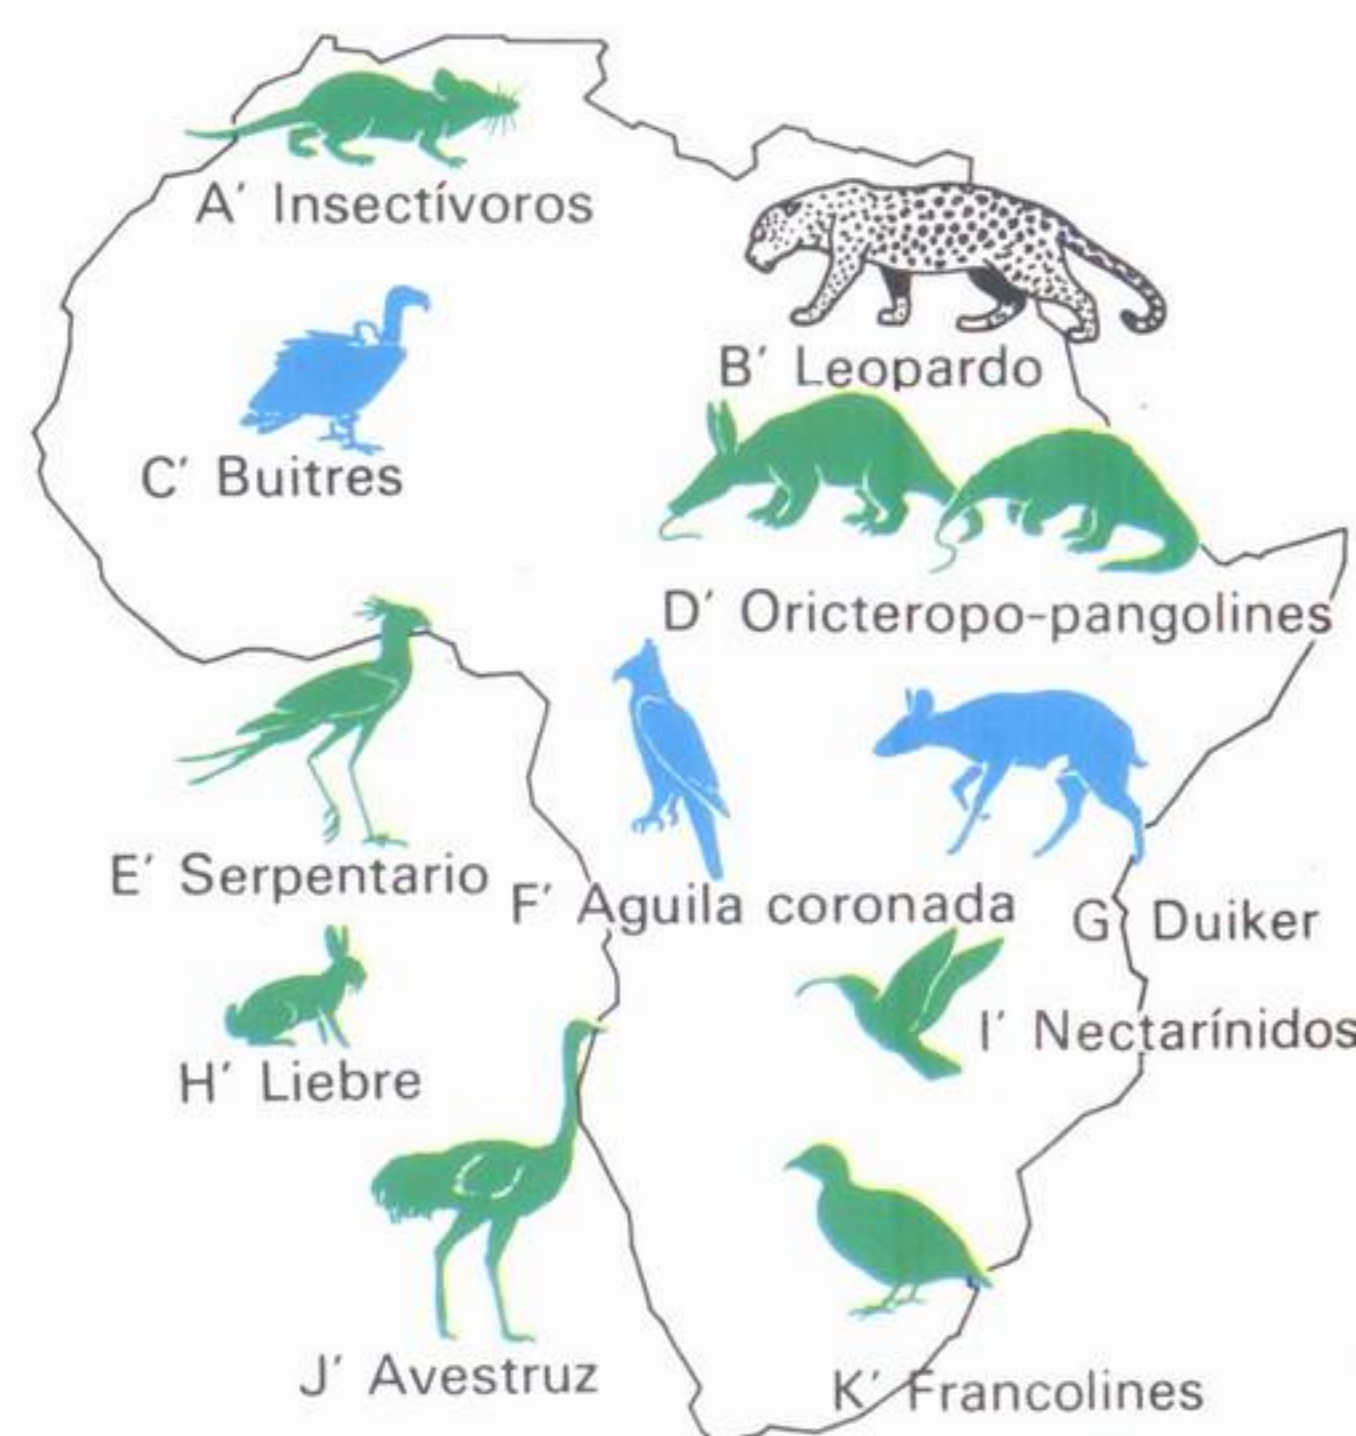 A′ Insectívoros
B′ Leopardo
C′ Buitres
D′ Oricteropo-pangolines
E′ Serpentario
F′ Aguila coronada
G′ Duiker
H′ Liebre
I′ Nectarínidos
J′ Avestruz
K′ Francolines